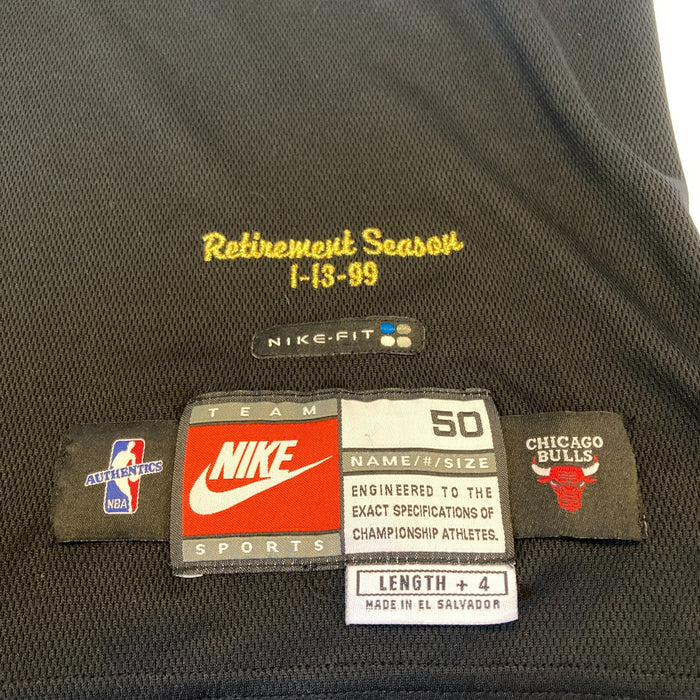 Retirement Season
1-13-99
NIKE-FIT
AUTHENTICS
NBA
TEAM
NIKE
SPORTS
50
NAME/#/SIZE
ENGINEERED TO THE
EXACT SPECIFICATIONS OF
CHAMPIONSHIP ATHLETES.
LENGTH + 4
MADE IN EL SALVADOR
CHICAGO
BULLS